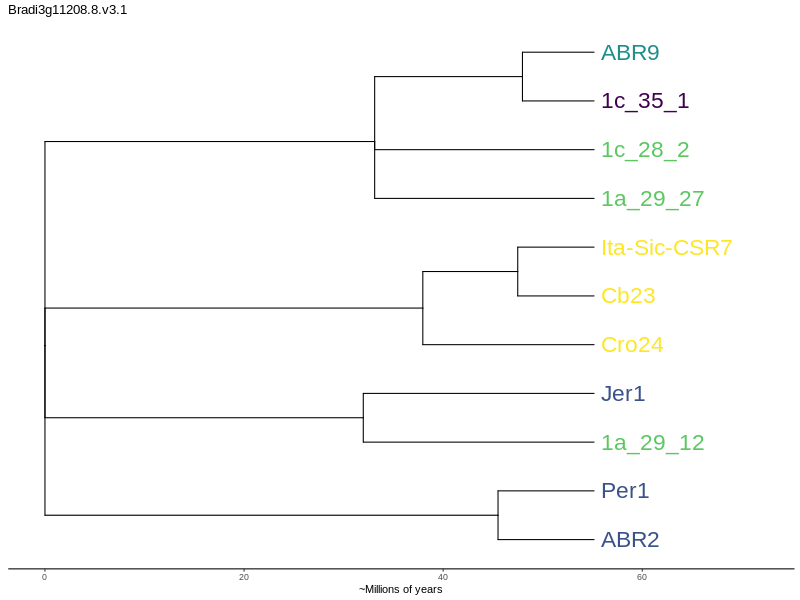 Bradi3g11208.8.v3.1
ABR9
1c_35_1
1c_28_2
1a_29_27
Ita-Sic-CSR7
Cb23
Cro24
Jer1
1a_29_12
Per1
ABR2
0 20 40 60
~Millions of years